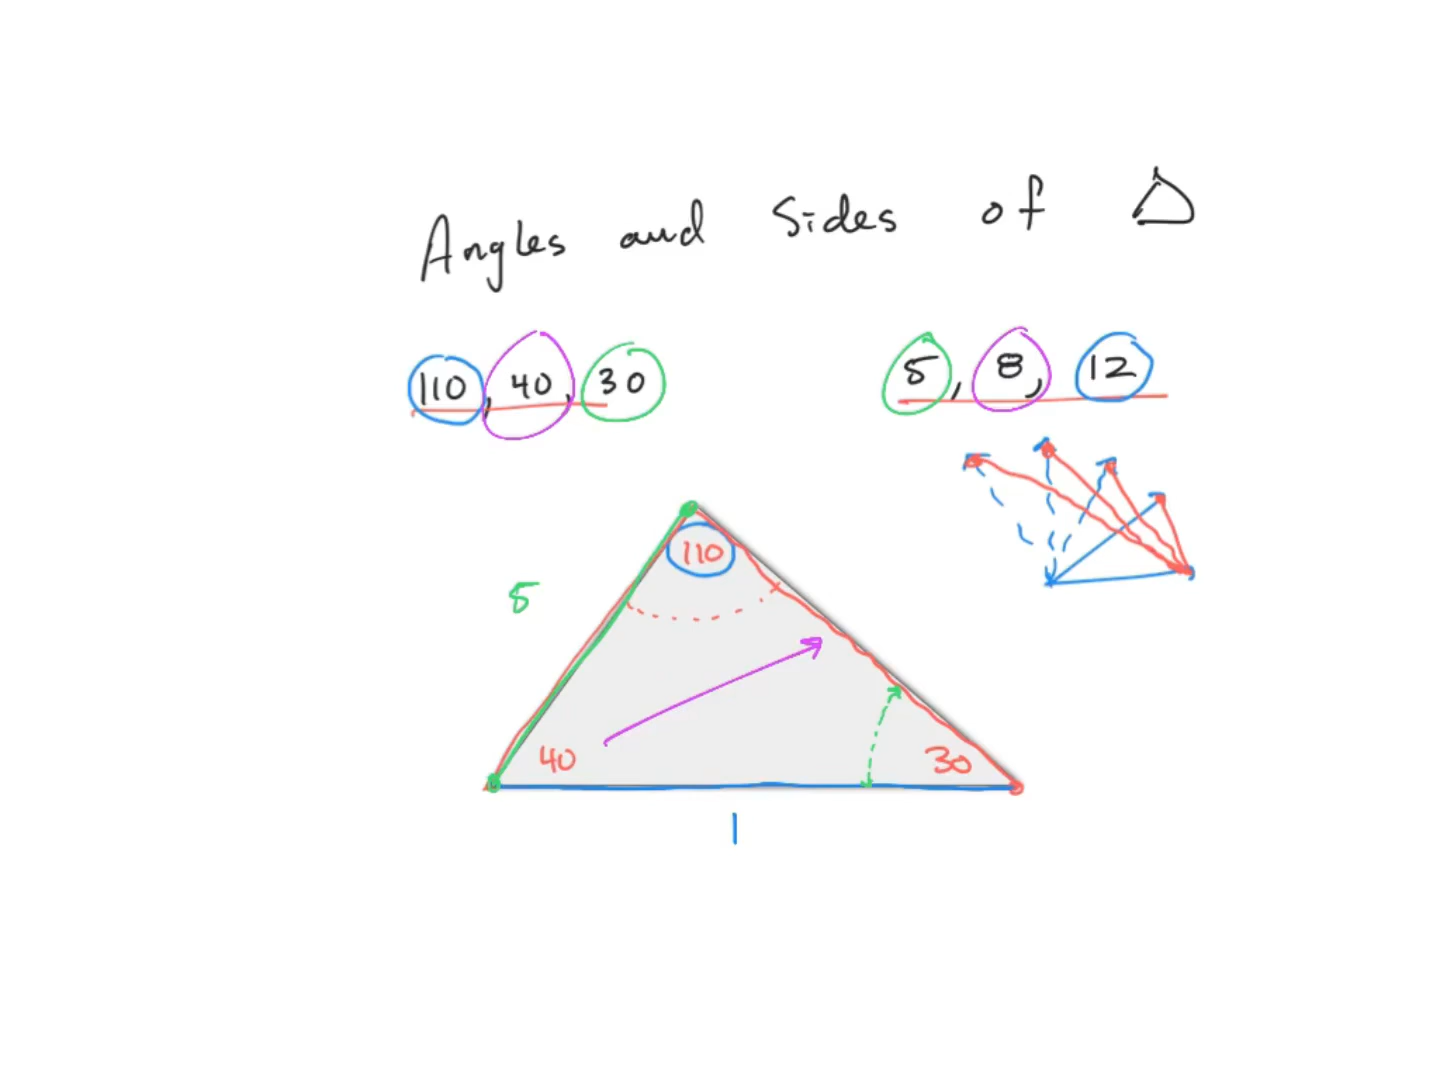 Angles and Sides of Δ
110, 40, 30
5, 8, 12
110
5
40
30
1